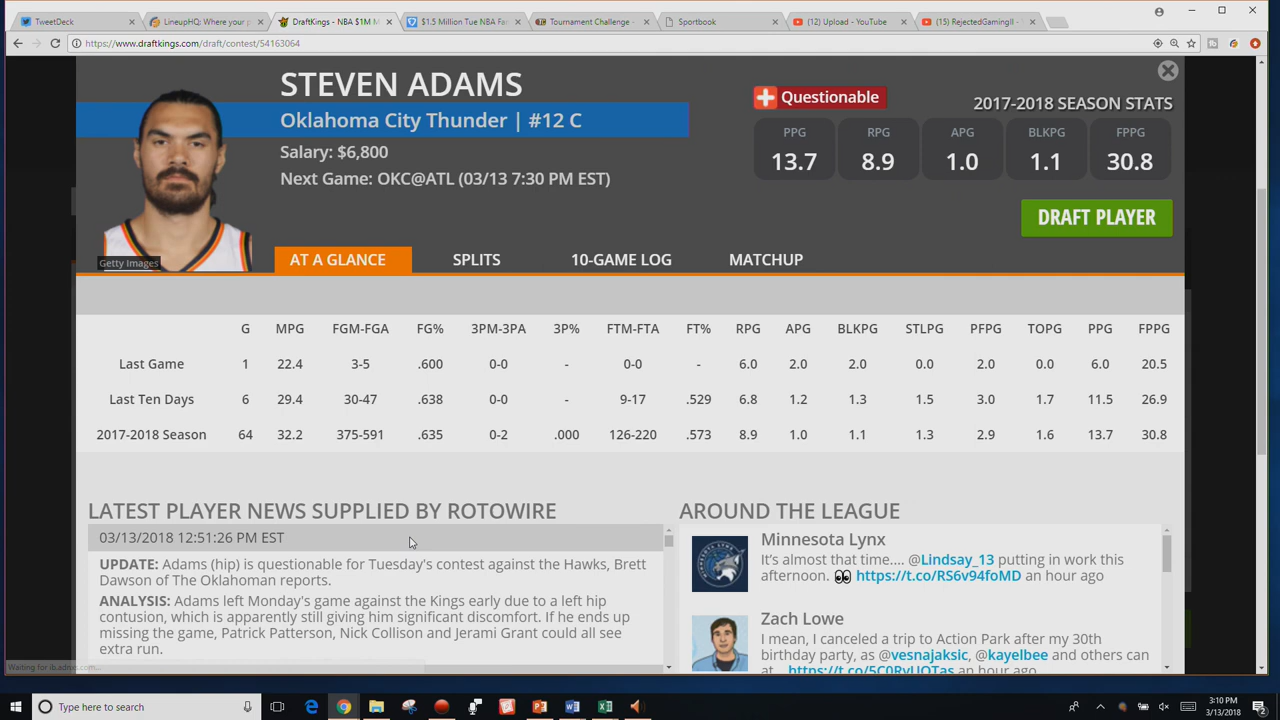 TweetDeck
LineupHQ: Where your p
DraftKings - NBA $1M M
$1.5 Million Tue NBA Fa
Tournament Challenge -
Sportbook
(12) Upload - YouTube
(15) RejectedGamingII -
https://www.draftkings.com/draft/contest/54163064
STEVEN ADAMS
Oklahoma City Thunder | #12 C
Salary: $6,800
Next Game: OKC@ATL (03/13 7:30 PM EST)
Getty Images
Questionable
2017-2018 SEASON STATS
PPG RPG APG BLKPG FPPG
13.7 8.9 1.0 1.1 30.8
DRAFT PLAYER
AT A GLANCE SPLITS 10-GAME LOG MATCHUP
G MPG FGM-FGA FG% 3PM-3PA 3P% FTM-FTA FT% RPG APG BLKPG STLPG PFPG TOPG PPG FPPG
Last Game 1 22.4 3-5 .600 0-0 - 0-0 - 6.0 2.0 2.0 0.0 2.0 0.0 6.0 20.5
Last Ten Days 6 29.4 30-47 .638 0-0 - 9-17 .529 6.8 1.2 1.3 1.5 3.0 1.7 11.5 26.9
2017-2018 Season 64 32.2 375-591 .635 0-2 .000 126-220 .573 8.9 1.0 1.1 1.3 2.9 1.6 13.7 30.8
LATEST PLAYER NEWS SUPPLIED BY ROTOWIRE
03/13/2018 12:51:26 PM EST
UPDATE: Adams (hip) is questionable for Tuesday's contest against the Hawks, Brett
Dawson of The Oklahoman reports.
ANALYSIS: Adams left Monday's game against the Kings early due to a left hip
contusion, which is apparently still giving him significant discomfort. If he ends up
missing the game, Patrick Patterson, Nick Collison and Jerami Grant could all see
extra run.
AROUND THE LEAGUE
Minnesota Lynx
It's almost that time.... @Lindsay_13 putting in work this
afternoon. 👀 https://t.co/RS6v94foMD an hour ago
Zach Lowe
I mean, I canceled a trip to Action Park after my 30th
birthday party, as @vesnajaksic, @kayelbee and others can
at... https://t.co/5C0RyUOTas an hour ago
Waiting for ib.adnxs.com...
Type here to search
3:10 PM
3/13/2018
2